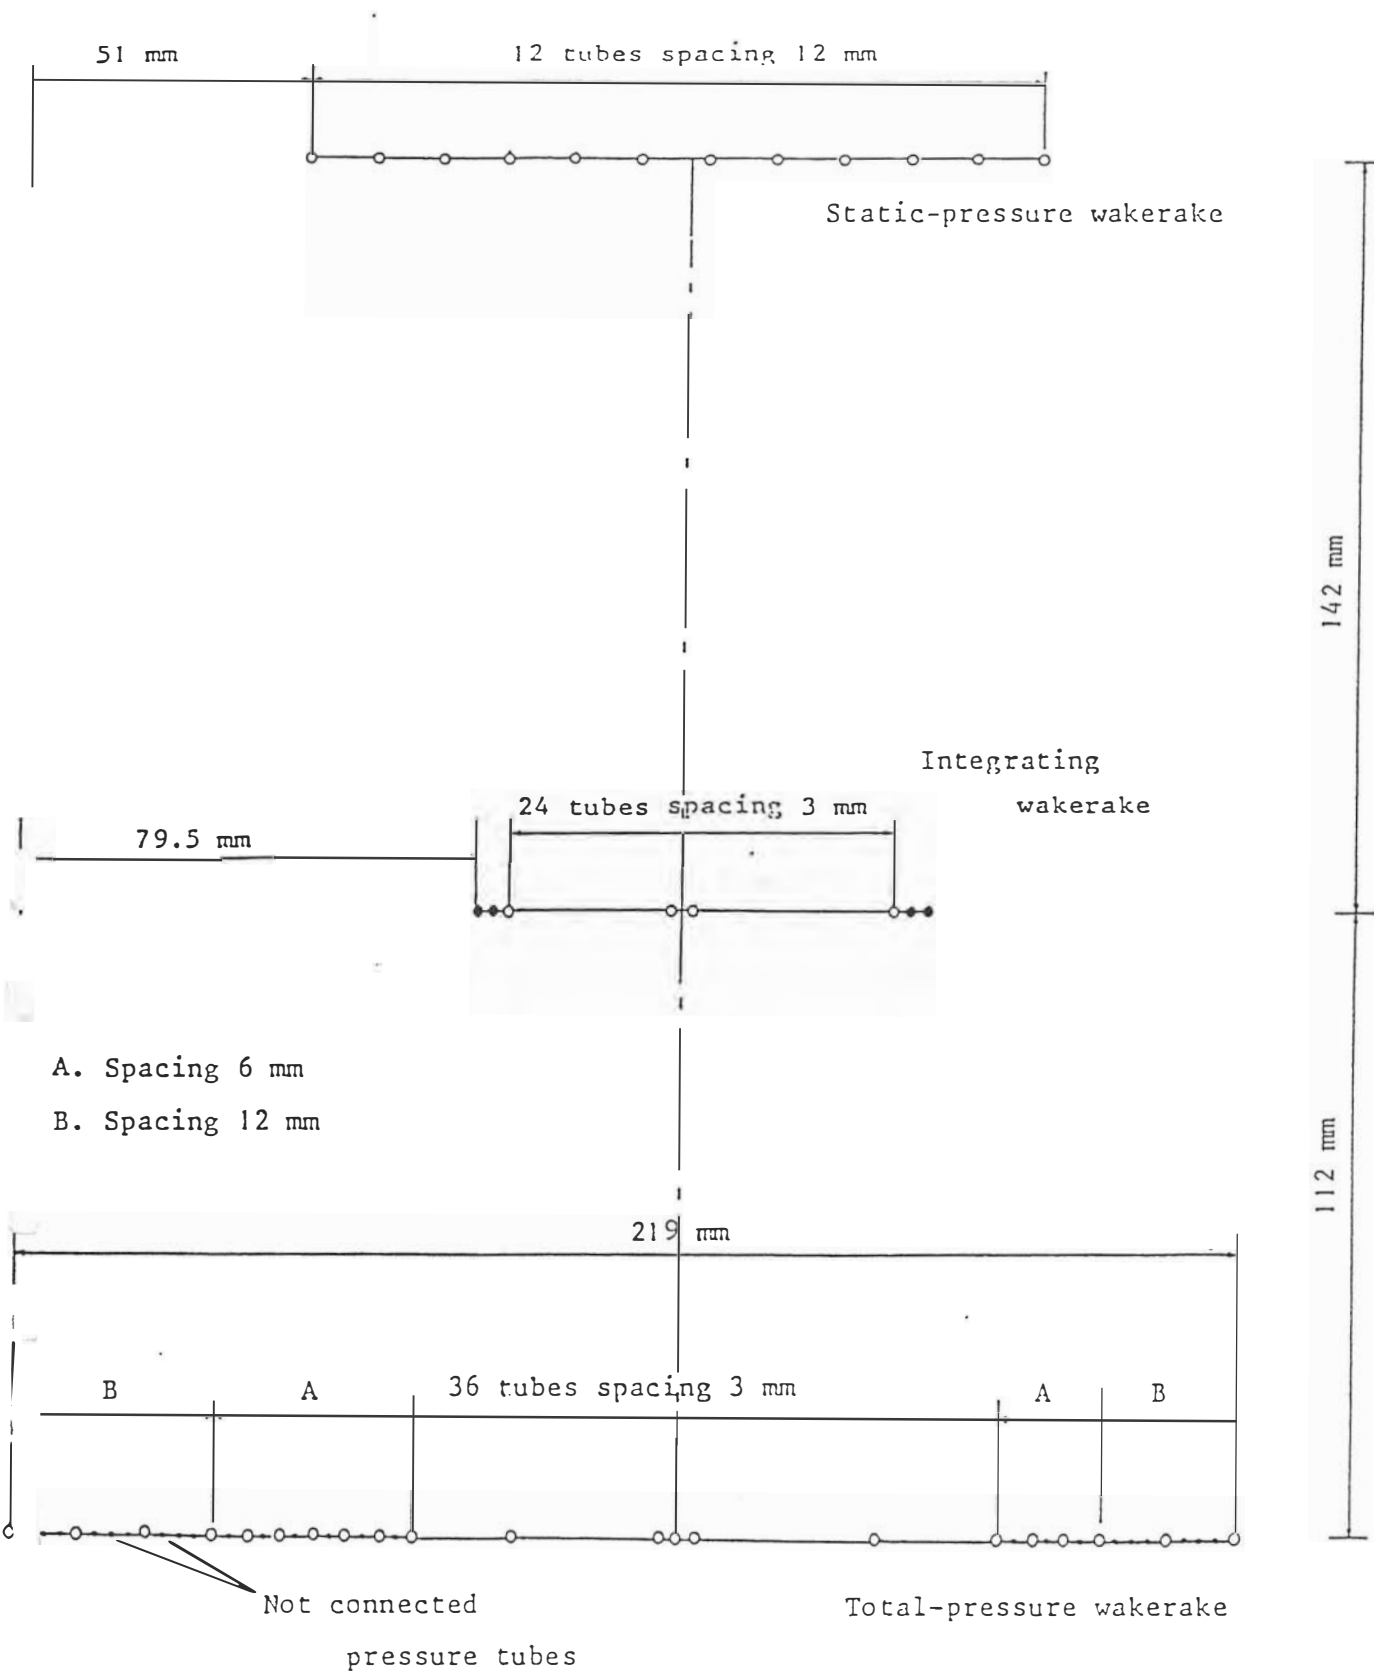 51 mm
12 tubes spacing 12 mm
Static-pressure wakerake
142 mm
Integrating
wakerake
24 tubes spacing 3 mm
79.5 mm
A. Spacing 6 mm
B. Spacing 12 mm
112 mm
219 mm
B
A
36 tubes spacing 3 mm
A
B
Not connected
pressure tubes
Total-pressure wakerake